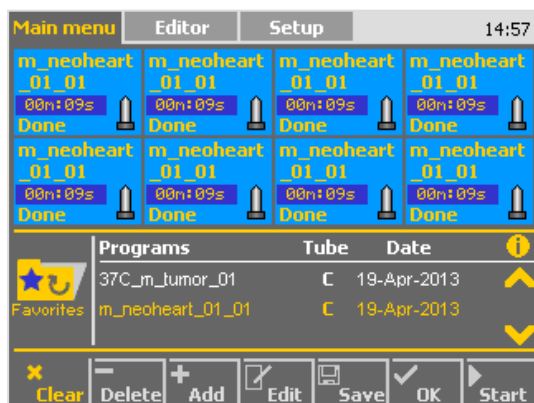 Main menu Editor Setup 14:57
m_neoheart m_neoheart m_neoheart m_neoheart
_01_01 _01_01 _01_01 _01_01
00m:09s 00m:09s 00m:09s 00m:09s
Done Done Done Done
m_neoheart m_neoheart m_neoheart m_neoheart
_01_01 _01_01 _01_01 _01_01
00m:09s 00m:09s 00m:09s 00m:09s
Done Done Done Done
Programs Tube Date i
37C_m_tumor_01 C 19-Apr-2013
Favorites m_neoheart_01_01 C 19-Apr-2013
Clear Delete Add Edit Save OK Start